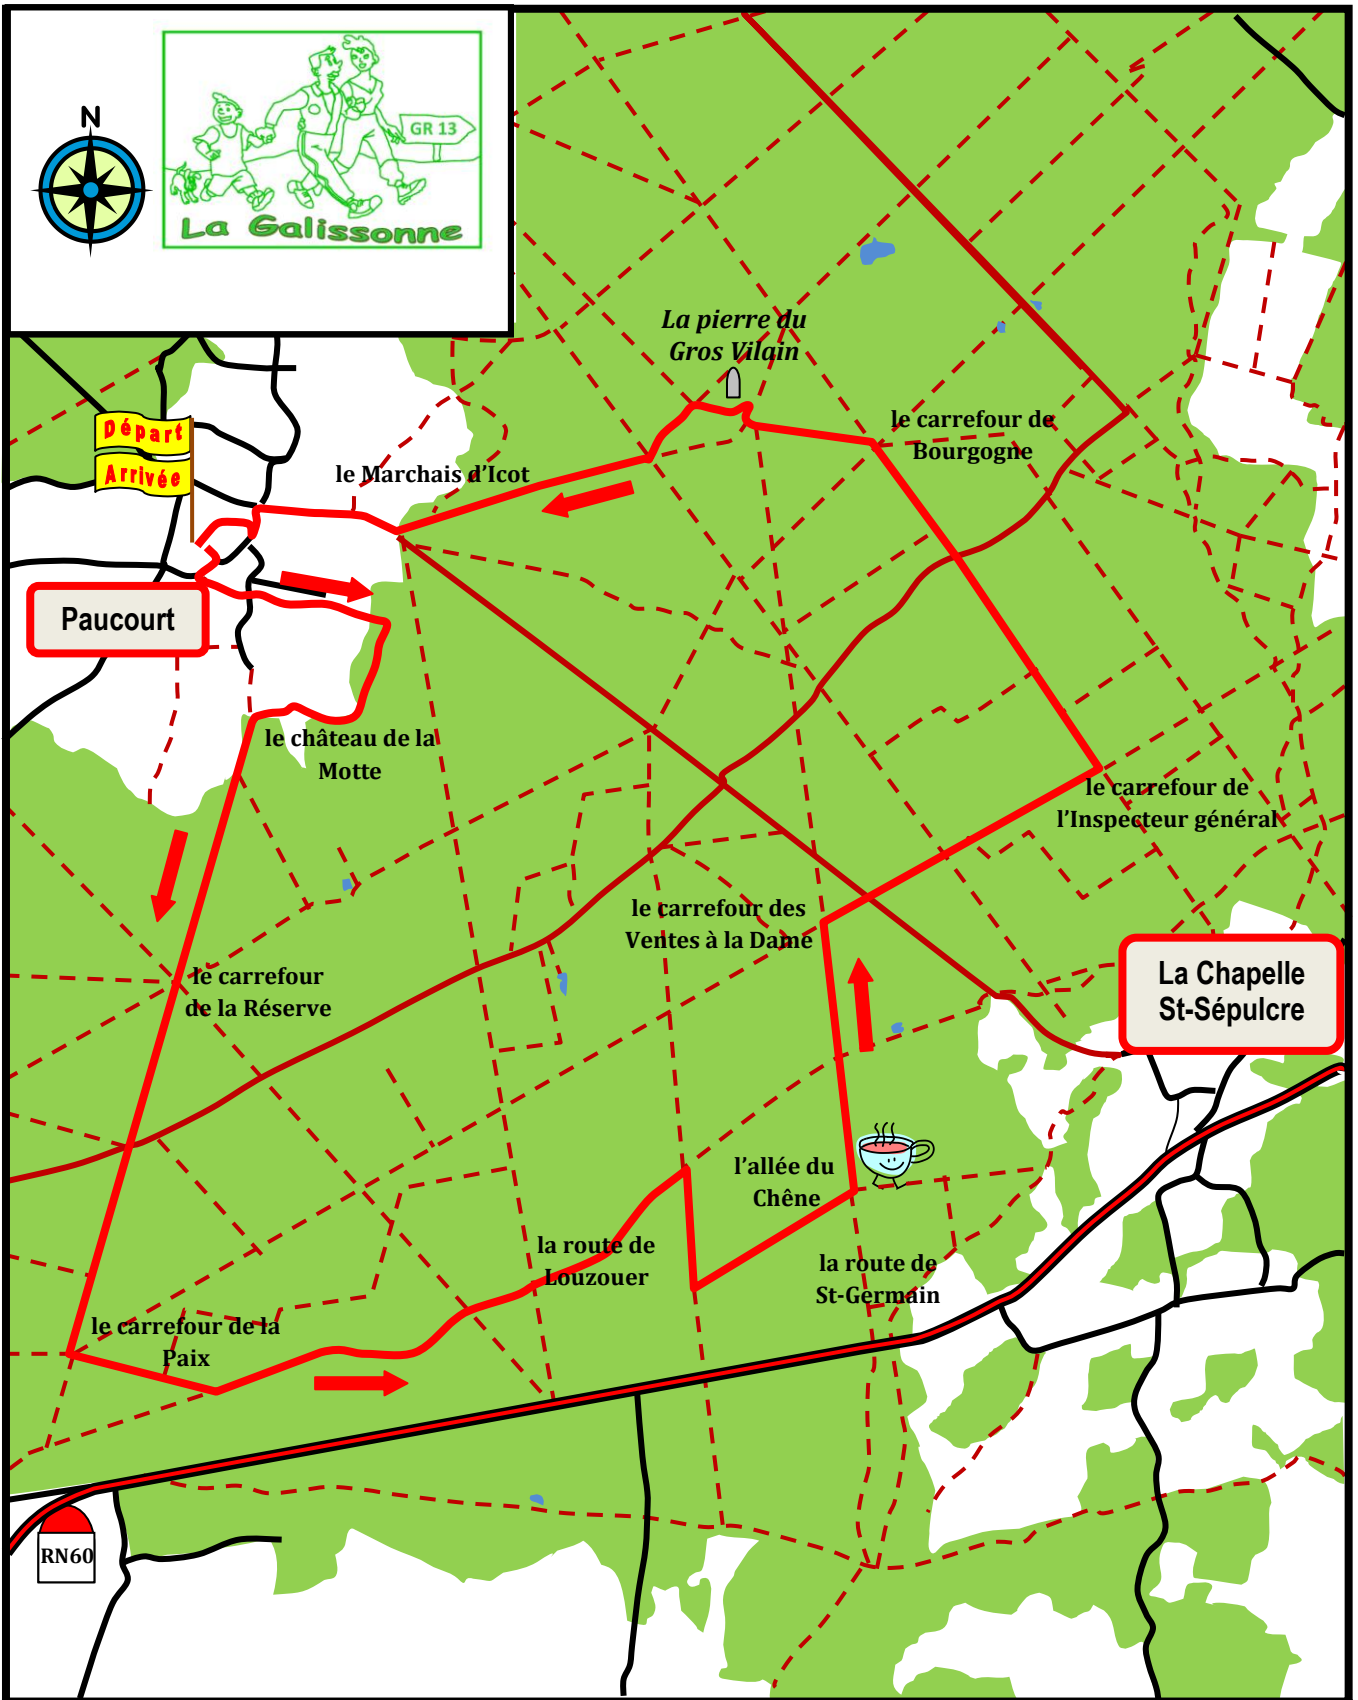 N
GR 13
La Galissonne
La pierre du
Gros Vilain
Départ
Arrivée
le carrefour de
Bourgogne
le Marchais d'Icot
Paucourt
le château de la
Motte
le carrefour de
l'Inspecteur général
le carrefour des
Ventes à la Dame
La Chapelle
St-Sépulcre
le carrefour
de la Réserve
l'allée du
Chêne
la route de
Louzouer
la route de
St-Germain
le carrefour de la
Paix
RN60